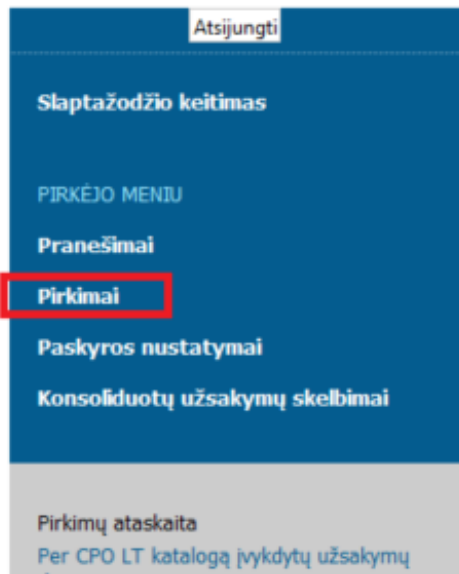 Atsijungti
Slaptažodžio keitimas
PIRKĖJO MENIU
Pranešimai
Pirkimai
Paskyros nustatymai
Konsoliduotų užsakymų skelbimai
Pirkimų ataskaita
Per CPO LT katalogą įvykdytų užsakymų